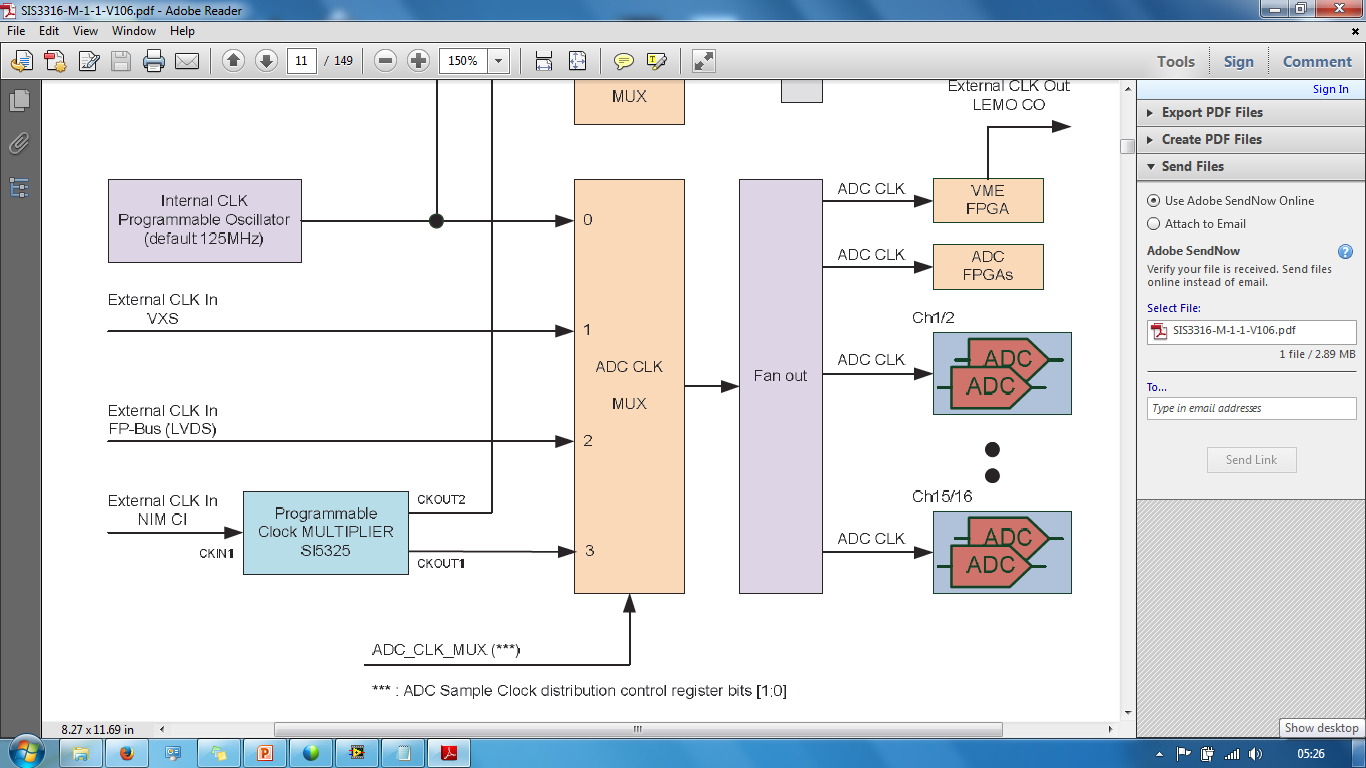 SIS3316-M-1-1-V106.pdf - Adobe Reader
File Edit View Window Help
11 / 149 150% Tools Sign Comment
Sign In
Export PDF Files
Create PDF Files
Send Files
Use Adobe SendNow Online
Attach to Email
Adobe SendNow
Verify your file is received. Send files
online instead of email.
Select File:
SIS3316-M-1-1-V106.pdf
1 file / 2.89 MB
To...
Type in email addresses
Send Link
MUX
External CLK Out
LEMO CO
Internal CLK
Programmable Oscillator
(default 125MHz)
External CLK In
VXS
External CLK In
FP-Bus (LVDS)
External CLK In
NIM CI
CKIN1
Programmable
Clock MULTIPLIER
SI5325
CKOUT2
CKOUT1
0
1
ADC CLK
MUX
2
3
Fan out
ADC CLK
VME
FPGA
ADC CLK
ADC
FPGAs
Ch1/2
ADC CLK
ADC
ADC
Ch15/16
ADC CLK
ADC
ADC
ADC_CLK_MUX (***)
*** : ADC Sample Clock distribution control register bits [1;0]
8.27 x 11.69 in
Show desktop
05:26